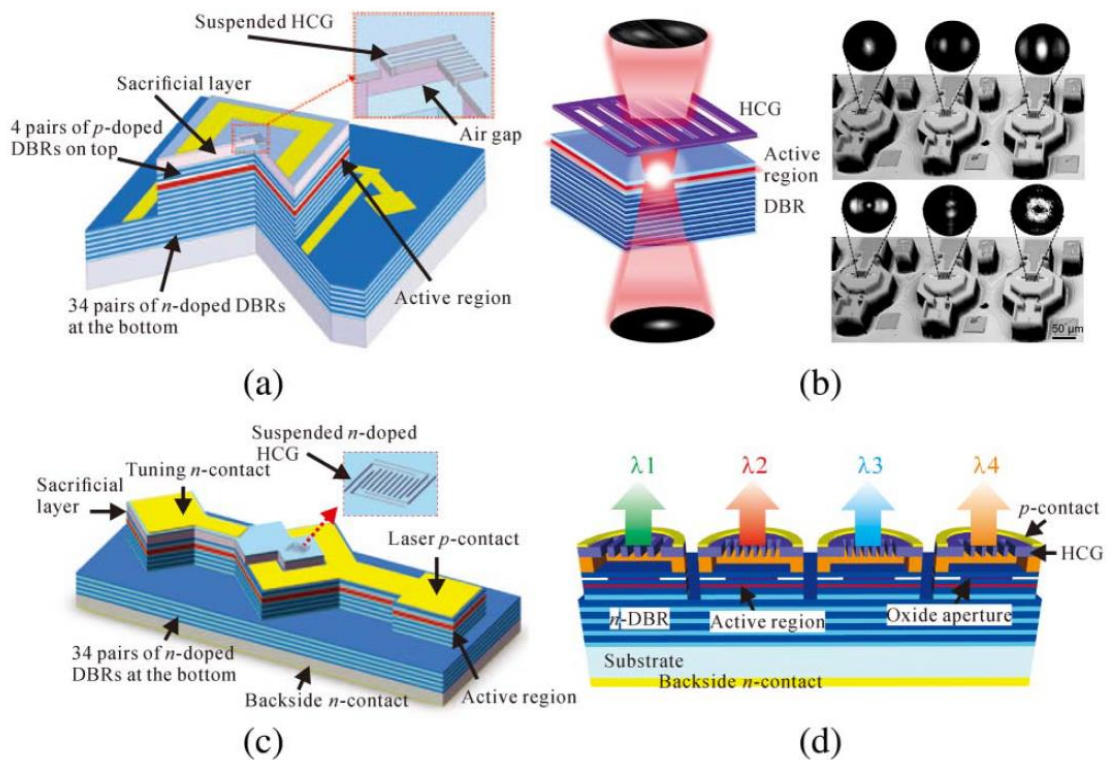 Suspended HCG
Sacrificial layer
4 pairs of p-doped
DBRs on top
Air gap
34 pairs of n-doped DBRs
at the bottom
Active region
(a)
HCG
Active
region
DBR
50 μm
(b)
Suspended n-doped
HCG
Tuning n-contact
Sacrificial
layer
Laser p-contact
34 pairs of n-doped
DBRs at the bottom
Backside n-contact
Active region
(c)
λ1 λ2 λ3 λ4
p-contact
HCG
n-DBR
Active region
Oxide aperture
Substrate
Backside n-contact
(d)